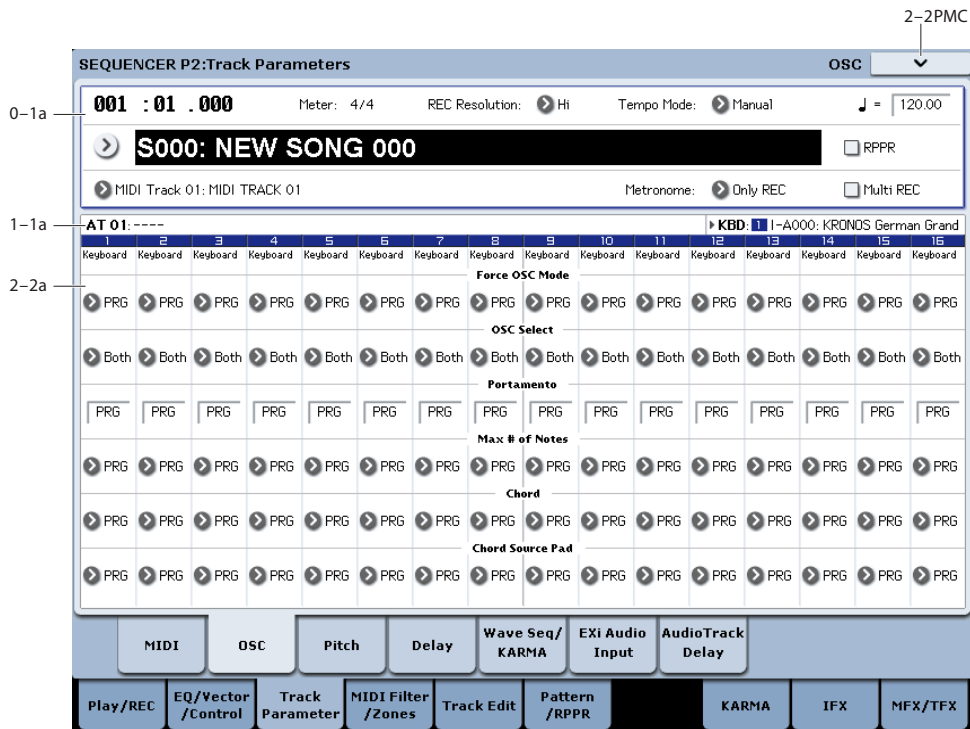 2–2PMC
SEQUENCER P2:Track Parameters OSC
0–1a
001 :01 .000 Meter: 4/4 REC Resolution: Hi Tempo Mode: Manual ♩ = 120.00
S000: NEW SONG 000 RPPR
MIDI Track 01: MIDI TRACK 01 Metronome: Only REC Multi REC
1–1a
AT 01:---- KBD: 1 I-A000: KRONOS German Grand
1 2 3 4 5 6 7 8 9 10 11 12 13 14 15 16
Keyboard Keyboard Keyboard Keyboard Keyboard Keyboard Keyboard Keyboard Keyboard Keyboard Keyboard Keyboard Keyboard Keyboard Keyboard Keyboard
2–2a
Force OSC Mode
PRG PRG PRG PRG PRG PRG PRG PRG PRG PRG PRG PRG PRG PRG PRG PRG
OSC Select
Both Both Both Both Both Both Both Both Both Both Both Both Both Both Both Both
Portamento
PRG PRG PRG PRG PRG PRG PRG PRG PRG PRG PRG PRG PRG PRG PRG PRG
Max # of Notes
PRG PRG PRG PRG PRG PRG PRG PRG PRG PRG PRG PRG PRG PRG PRG PRG
Chord
PRG PRG PRG PRG PRG PRG PRG PRG PRG PRG PRG PRG PRG PRG PRG PRG
Chord Source Pad
PRG PRG PRG PRG PRG PRG PRG PRG PRG PRG PRG PRG PRG PRG PRG PRG
MIDI OSC Pitch Delay Wave Seq/ KARMA EXi Audio Input AudioTrack Delay
Play/REC EQ/Vector /Control Track Parameter MIDI Filter /Zones Track Edit Pattern /RPPR KARMA IFX MFX/TFX